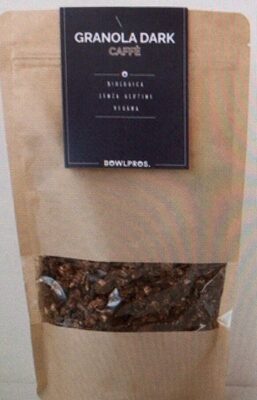 GRANOLA DARK
CAFFÈ
BIOLOGICA
SENZA GLUTINE
VEGANA
BOWLPROS.